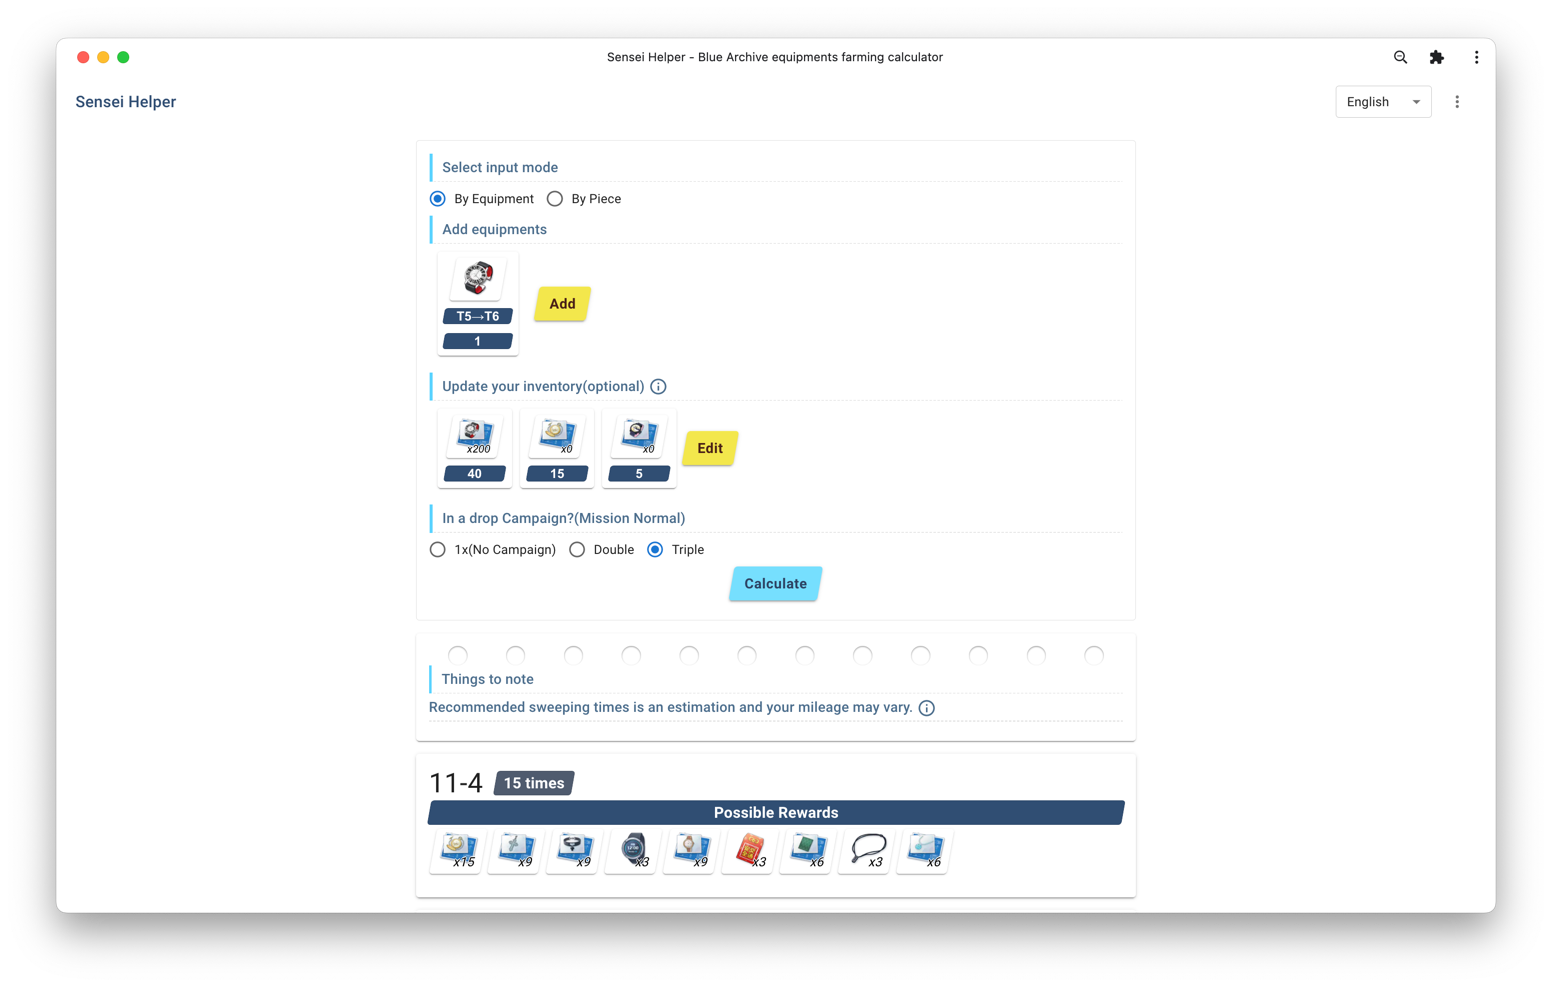 Sensei Helper - Blue Archive equipments farming calculator
Sensei Helper
English
Select input mode
By Equipment
By Piece
Add equipments
T5→T6
1
Add
Update your inventory(optional)
x200
x0
x0
40
15
5
Edit
In a drop Campaign?(Mission Normal)
1x(No Campaign)
Double
Triple
Calculate
Things to note
Recommended sweeping times is an estimation and your mileage may vary.
11-4
15 times
Possible Rewards
x15
x9
x9
x3
x9
x3
x6
x3
x6